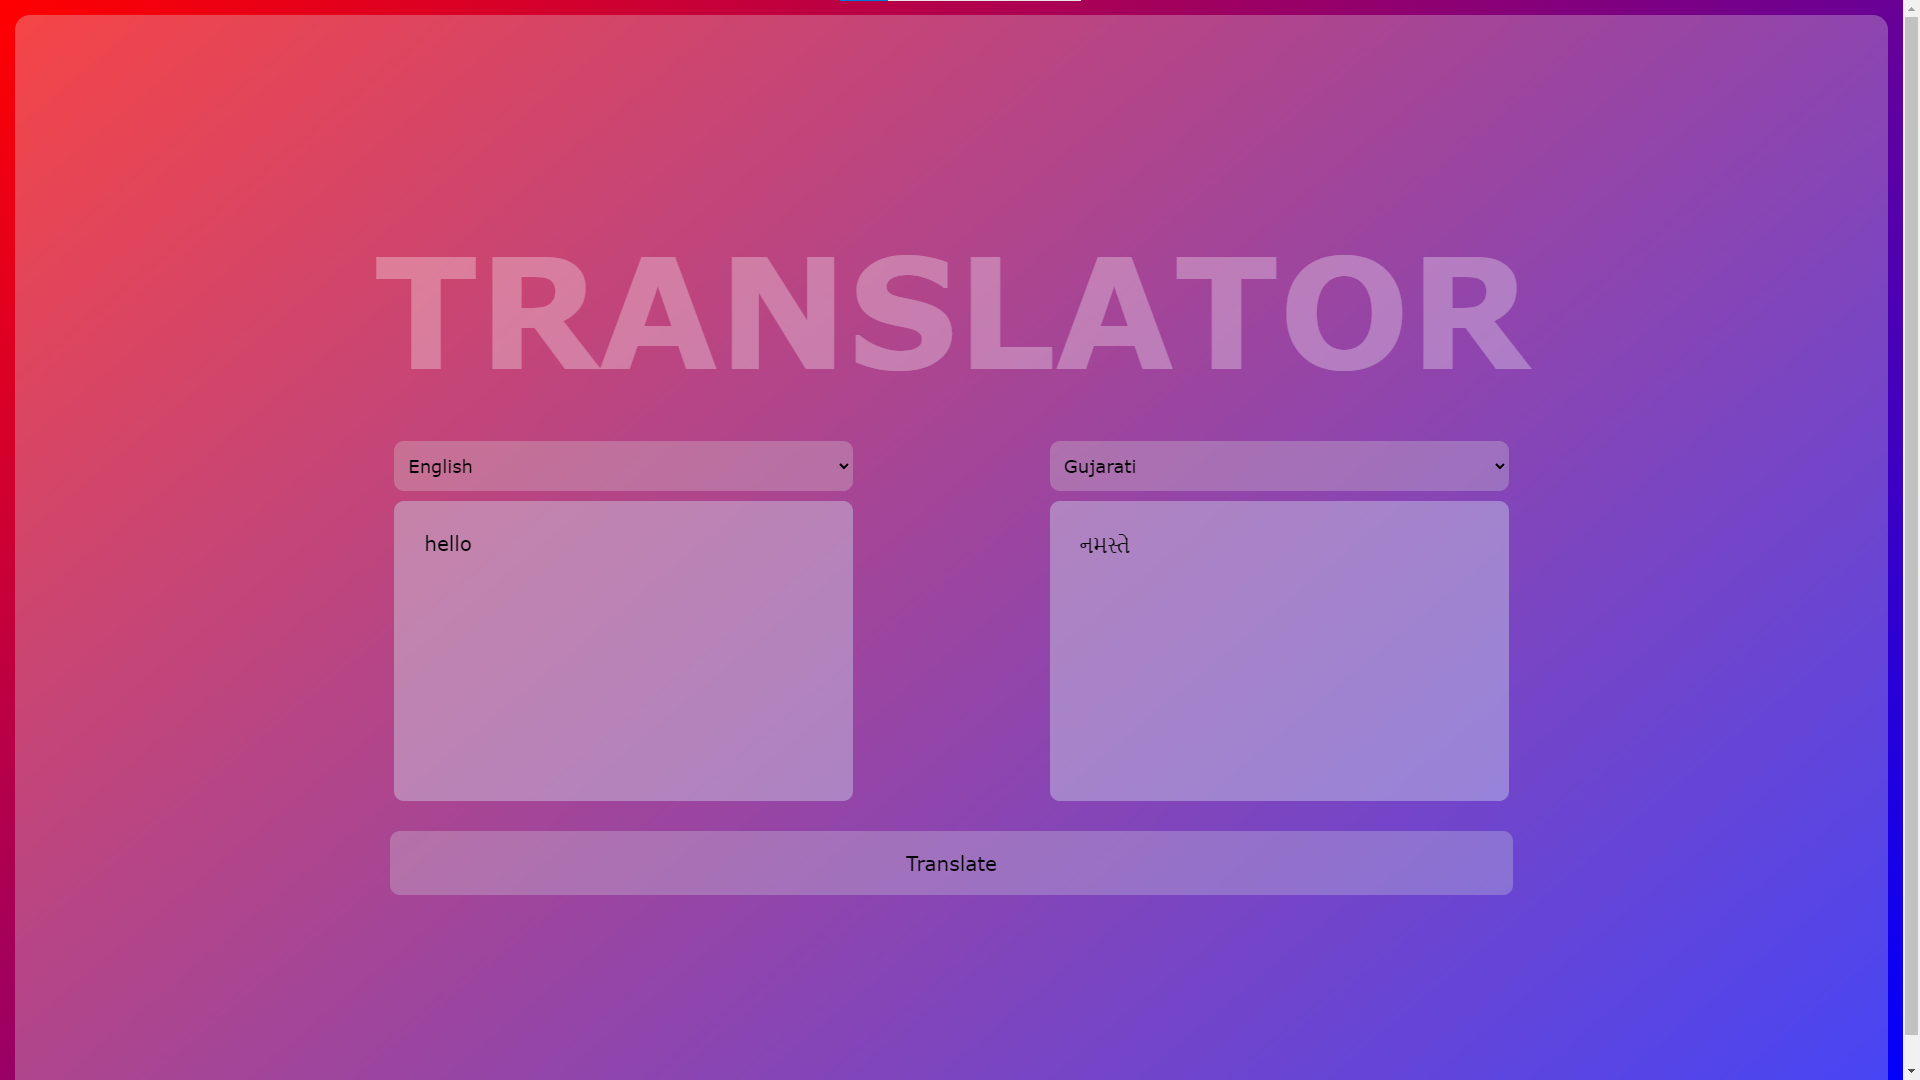 TRANSLATOR
English
Gujarati
hello
નમસ્તે
Translate